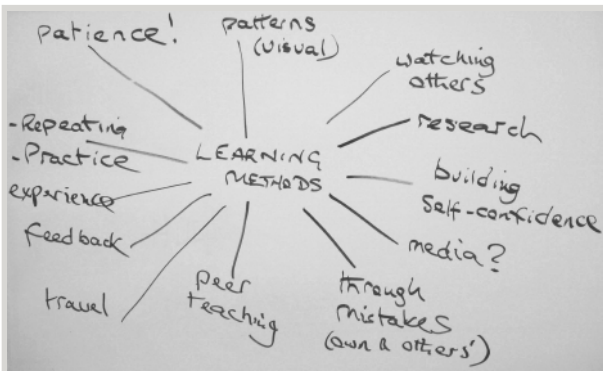 patience!
patterns
(visual)
watching
others
research
building
self-confidence
media?
through
mistakes
(own & others')
peer
teaching
travel
feedback
experience
- Repeating
- Practice
LEARNING
METHODS